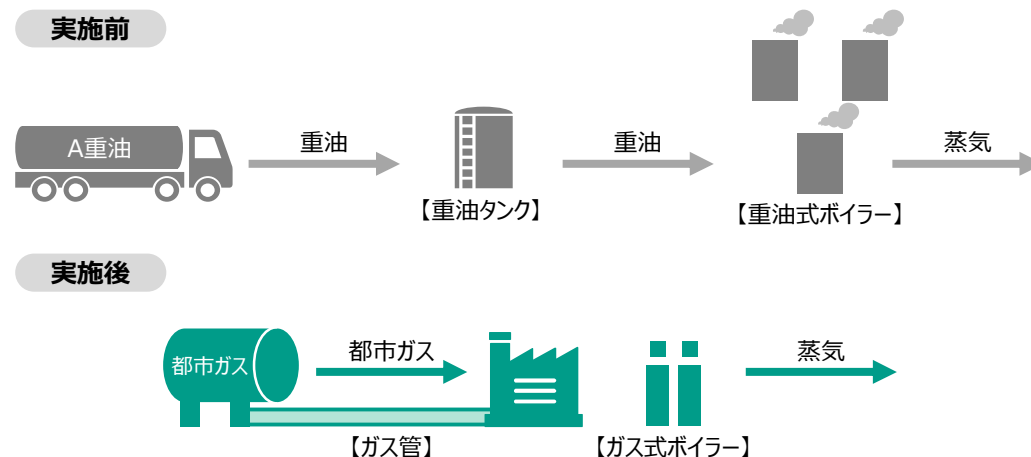 実施前
A重油
重油
重油
蒸気
【重油タンク】
【重油式ボイラー】
実施後
都市ガス
都市ガス
蒸気
【ガス管】
【ガス式ボイラー】